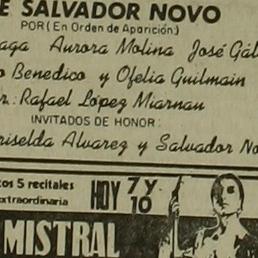 E SALVADOR NOVO
POR (En Orden de Aparición)
aga Aurora Molina José Gál
o Benedico y Ofelia Guilmain
r.: Rafael López Miarnau
INVITADOS DE HONOR:
riselda Alvarez y Salvador No
os 5 recitales HOY 7 y 10
extraordinaria
MISTRAL